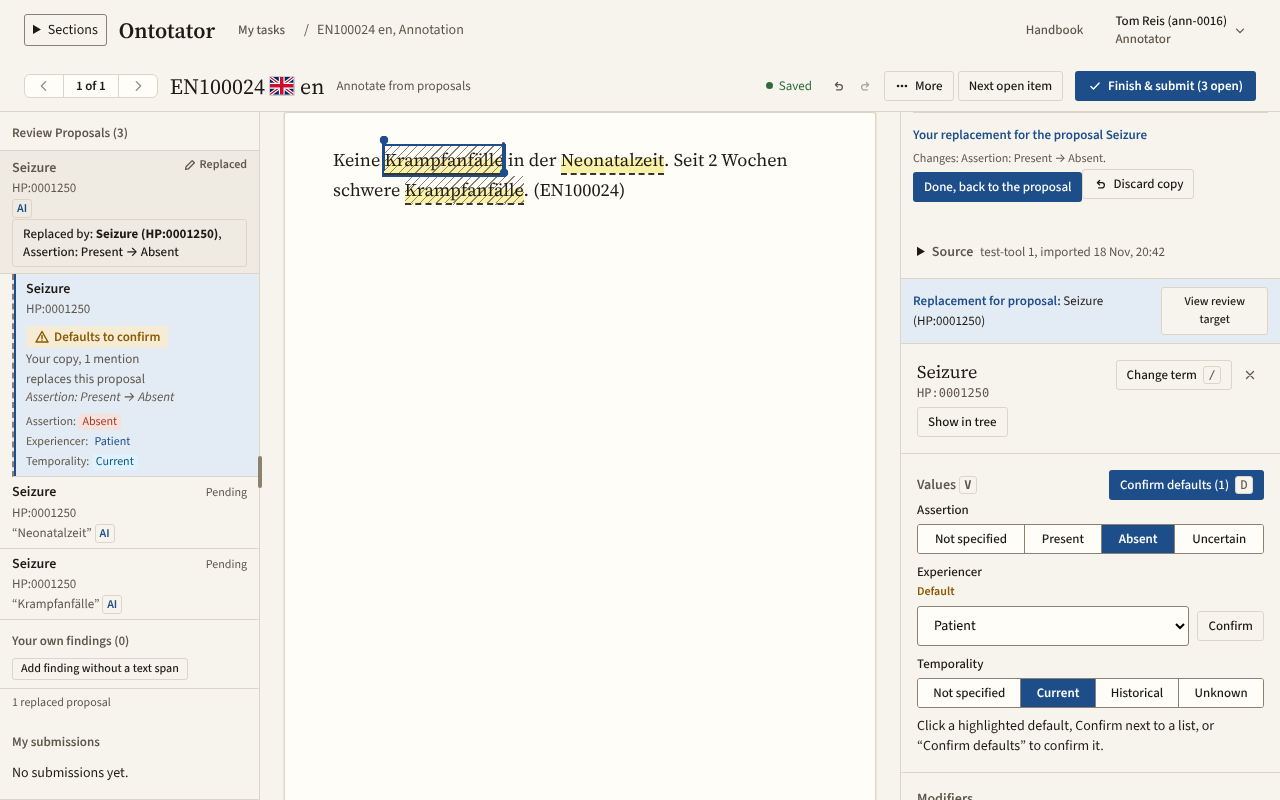 Sections
Ontotator
My tasks / EN100024 en, Annotation
Handbook
Tom Reis (ann-0016)
Annotator
1 of 1
EN100024 en
Annotate from proposals
Saved
More
Next open item
Finish & submit (3 open)
Review Proposals (3)
Seizure
Replaced
HP:0001250
AI
Replaced by: Seizure (HP:0001250),
Assertion: Present → Absent
Seizure
HP:0001250
Defaults to confirm
Your copy, 1 mention
replaces this proposal
Assertion: Present → Absent
Assertion: Absent
Experiencer: Patient
Temporality: Current
Seizure
Pending
HP:0001250
“Neonatalzeit” AI
Seizure
Pending
HP:0001250
“Krampfanfälle” AI
Your own findings (0)
Add finding without a text span
1 replaced proposal
My submissions
No submissions yet.
Keine Krampfanfälle in der Neonatalzeit. Seit 2 Wochen
schwere Krampfanfälle. (EN100024)
Your replacement for the proposal Seizure
Changes: Assertion: Present → Absent.
Done, back to the proposal
Discard copy
Source test-tool 1, imported 18 Nov, 20:42
Replacement for proposal: Seizure
(HP:0001250)
View review
target
Seizure
HP:0001250
Change term /
Show in tree
Values V
Confirm defaults (1) D
Assertion
Not specified Present Absent Uncertain
Experiencer
Default
Patient
Confirm
Temporality
Not specified Current Historical Unknown
Click a highlighted default, Confirm next to a list, or
“Confirm defaults” to confirm it.
Modifiers